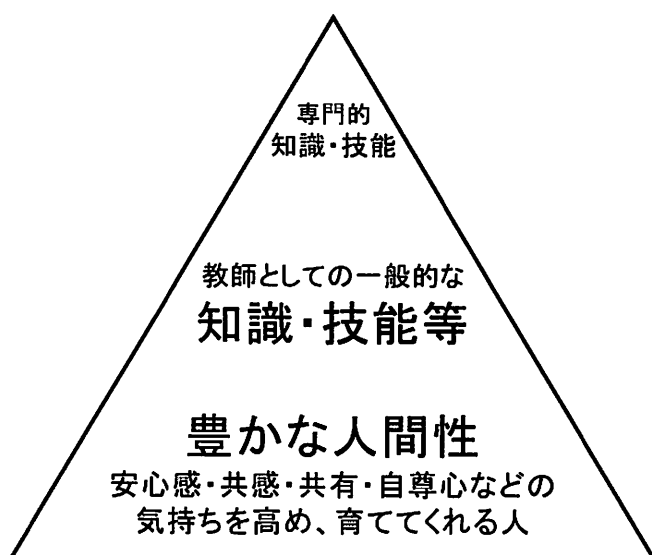 専門的
知識・技能
教師としての一般的な
知識・技能等
豊かな人間性
安心感・共感・共有・自尊心などの
気持ちを高め、育ててくれる人